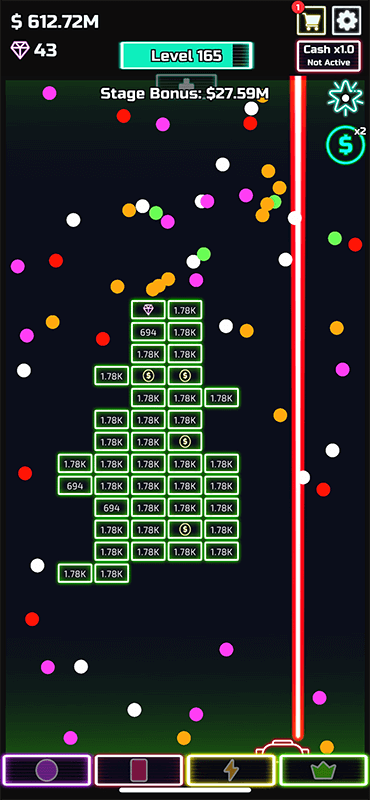 $ 612.72M
1
43
Level 165
Cash x1.0
Not Active
Stage Bonus: $27.59M
x2
$
1.78K
694 1.78K
1.78K 1.78K
1.78K $ $
1.78K 1.78K 1.78K
1.78K 1.78K 1.78K
1.78K 1.78K $
1.78K 1.78K 1.78K 1.78K 1.78K
694 1.78K 1.78K 1.78K 1.78K
694 1.78K 1.78K 1.78K
1.78K 1.78K $ 1.78K
1.78K 1.78K 1.78K 1.78K
1.78K 1.78K